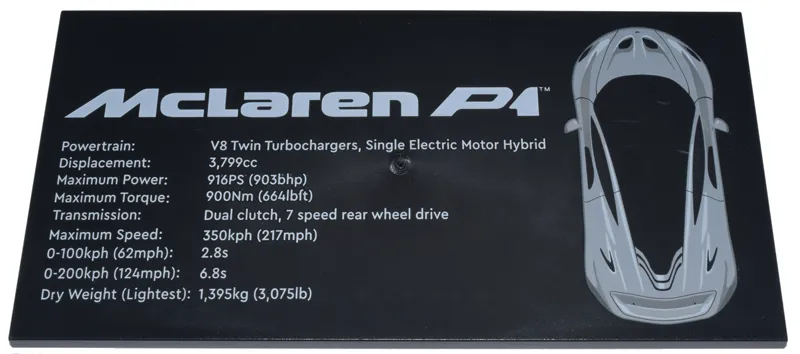 McLaren P1™
Powertrain: V8 Twin Turbochargers, Single Electric Motor Hybrid
Displacement: 3,799cc
Maximum Power: 916PS (903bhp)
Maximum Torque: 900Nm (664lbft)
Transmission: Dual clutch, 7 speed rear wheel drive
Maximum Speed: 350kph (217mph)
0-100kph (62mph): 2.8s
0-200kph (124mph): 6.8s
Dry Weight (Lightest): 1,395kg (3,075lb)